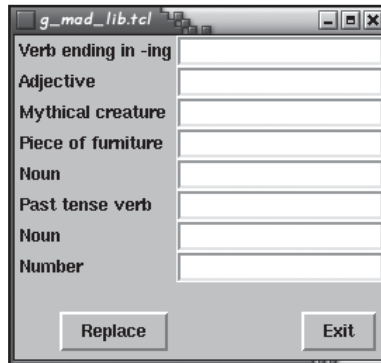 g_mad_lib.tcl
Verb ending in -ing
Adjective
Mythical creature
Piece of furniture
Noun
Past tense verb
Noun
Number
Replace Exit